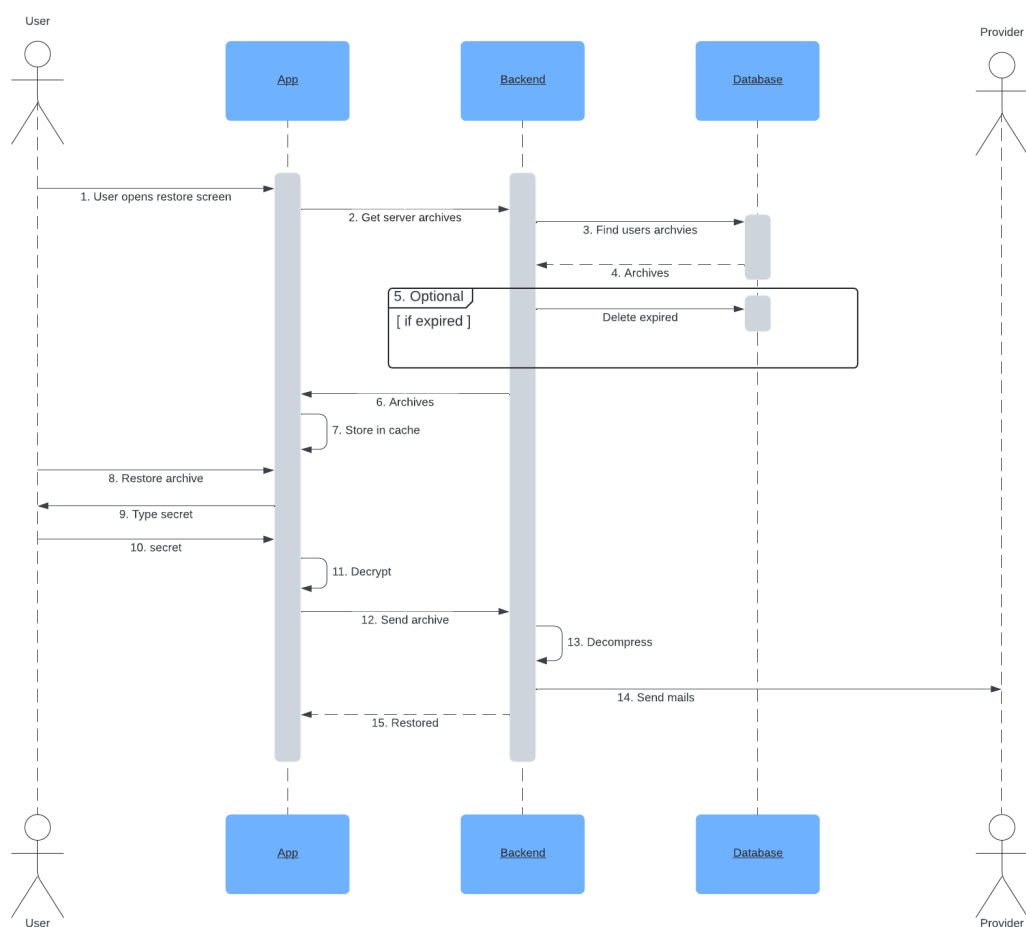 User
Provider
App
Backend
Database
1. User opens restore screen
2. Get server archives
3. Find users archvies
4. Archives
5. Optional
[ if expired ]
Delete expired
6. Archives
7. Store in cache
8. Restore archive
9. Type secret
10. secret
11. Decrypt
12. Send archive
13. Decompress
14. Send mails
15. Restored
App
Backend
Database
User
Provider